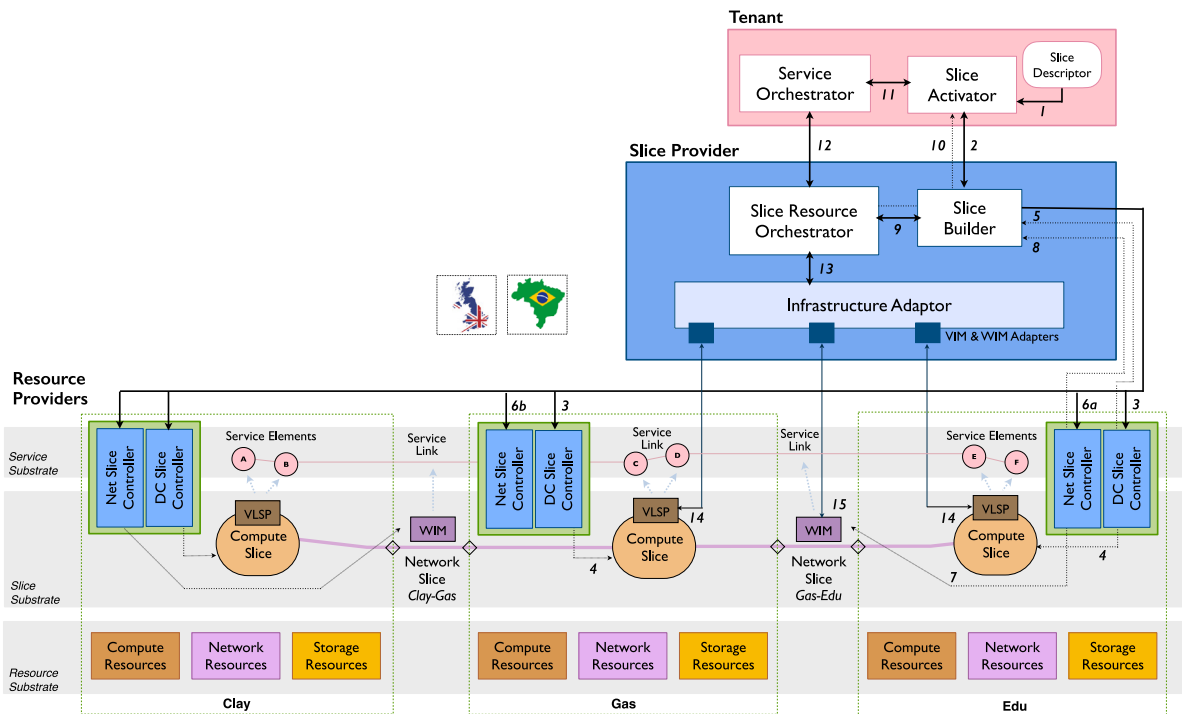 Tenant
Service
Orchestrator
11
Slice
Activator
Slice
Descriptor
1
12
10
2
Slice Provider
Slice Resource
Orchestrator
9
Slice
Builder
5
8
13
Infrastructure Adaptor
VIM & WIM Adapters
Resource
Providers
6b
3
6a
3
Service
Substrate
Net Slice
Controller
DC Slice
Controller
Service Elements
A
B
Service
Link
Net Slice
Controller
DC Slice
Controller
Service
Link
C
D
Service
Link
Service Elements
E
F
Net Slice
Controller
DC Slice
Controller
VLSP
Compute
Slice
WIM
VLSP
14
Compute
Slice
15
WIM
14
VLSP
Compute
Slice
4
4
7
Network
Slice
Clay-Gas
Network
Slice
Gas-Edu
Slice
Substrate
Compute
Resources
Network
Resources
Storage
Resources
Compute
Resources
Network
Resources
Storage
Resources
Compute
Resources
Network
Resources
Storage
Resources
Resource
Substrate
Clay
Gas
Edu